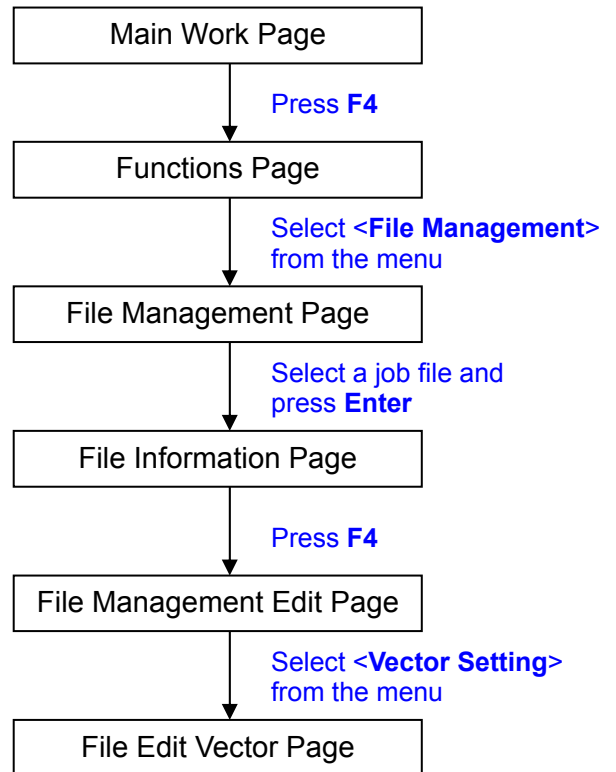 Main Work Page
Press F4
Functions Page
Select <File Management>
from the menu
File Management Page
Select a job file and
press Enter
File Information Page
Press F4
File Management Edit Page
Select <Vector Setting>
from the menu
File Edit Vector Page